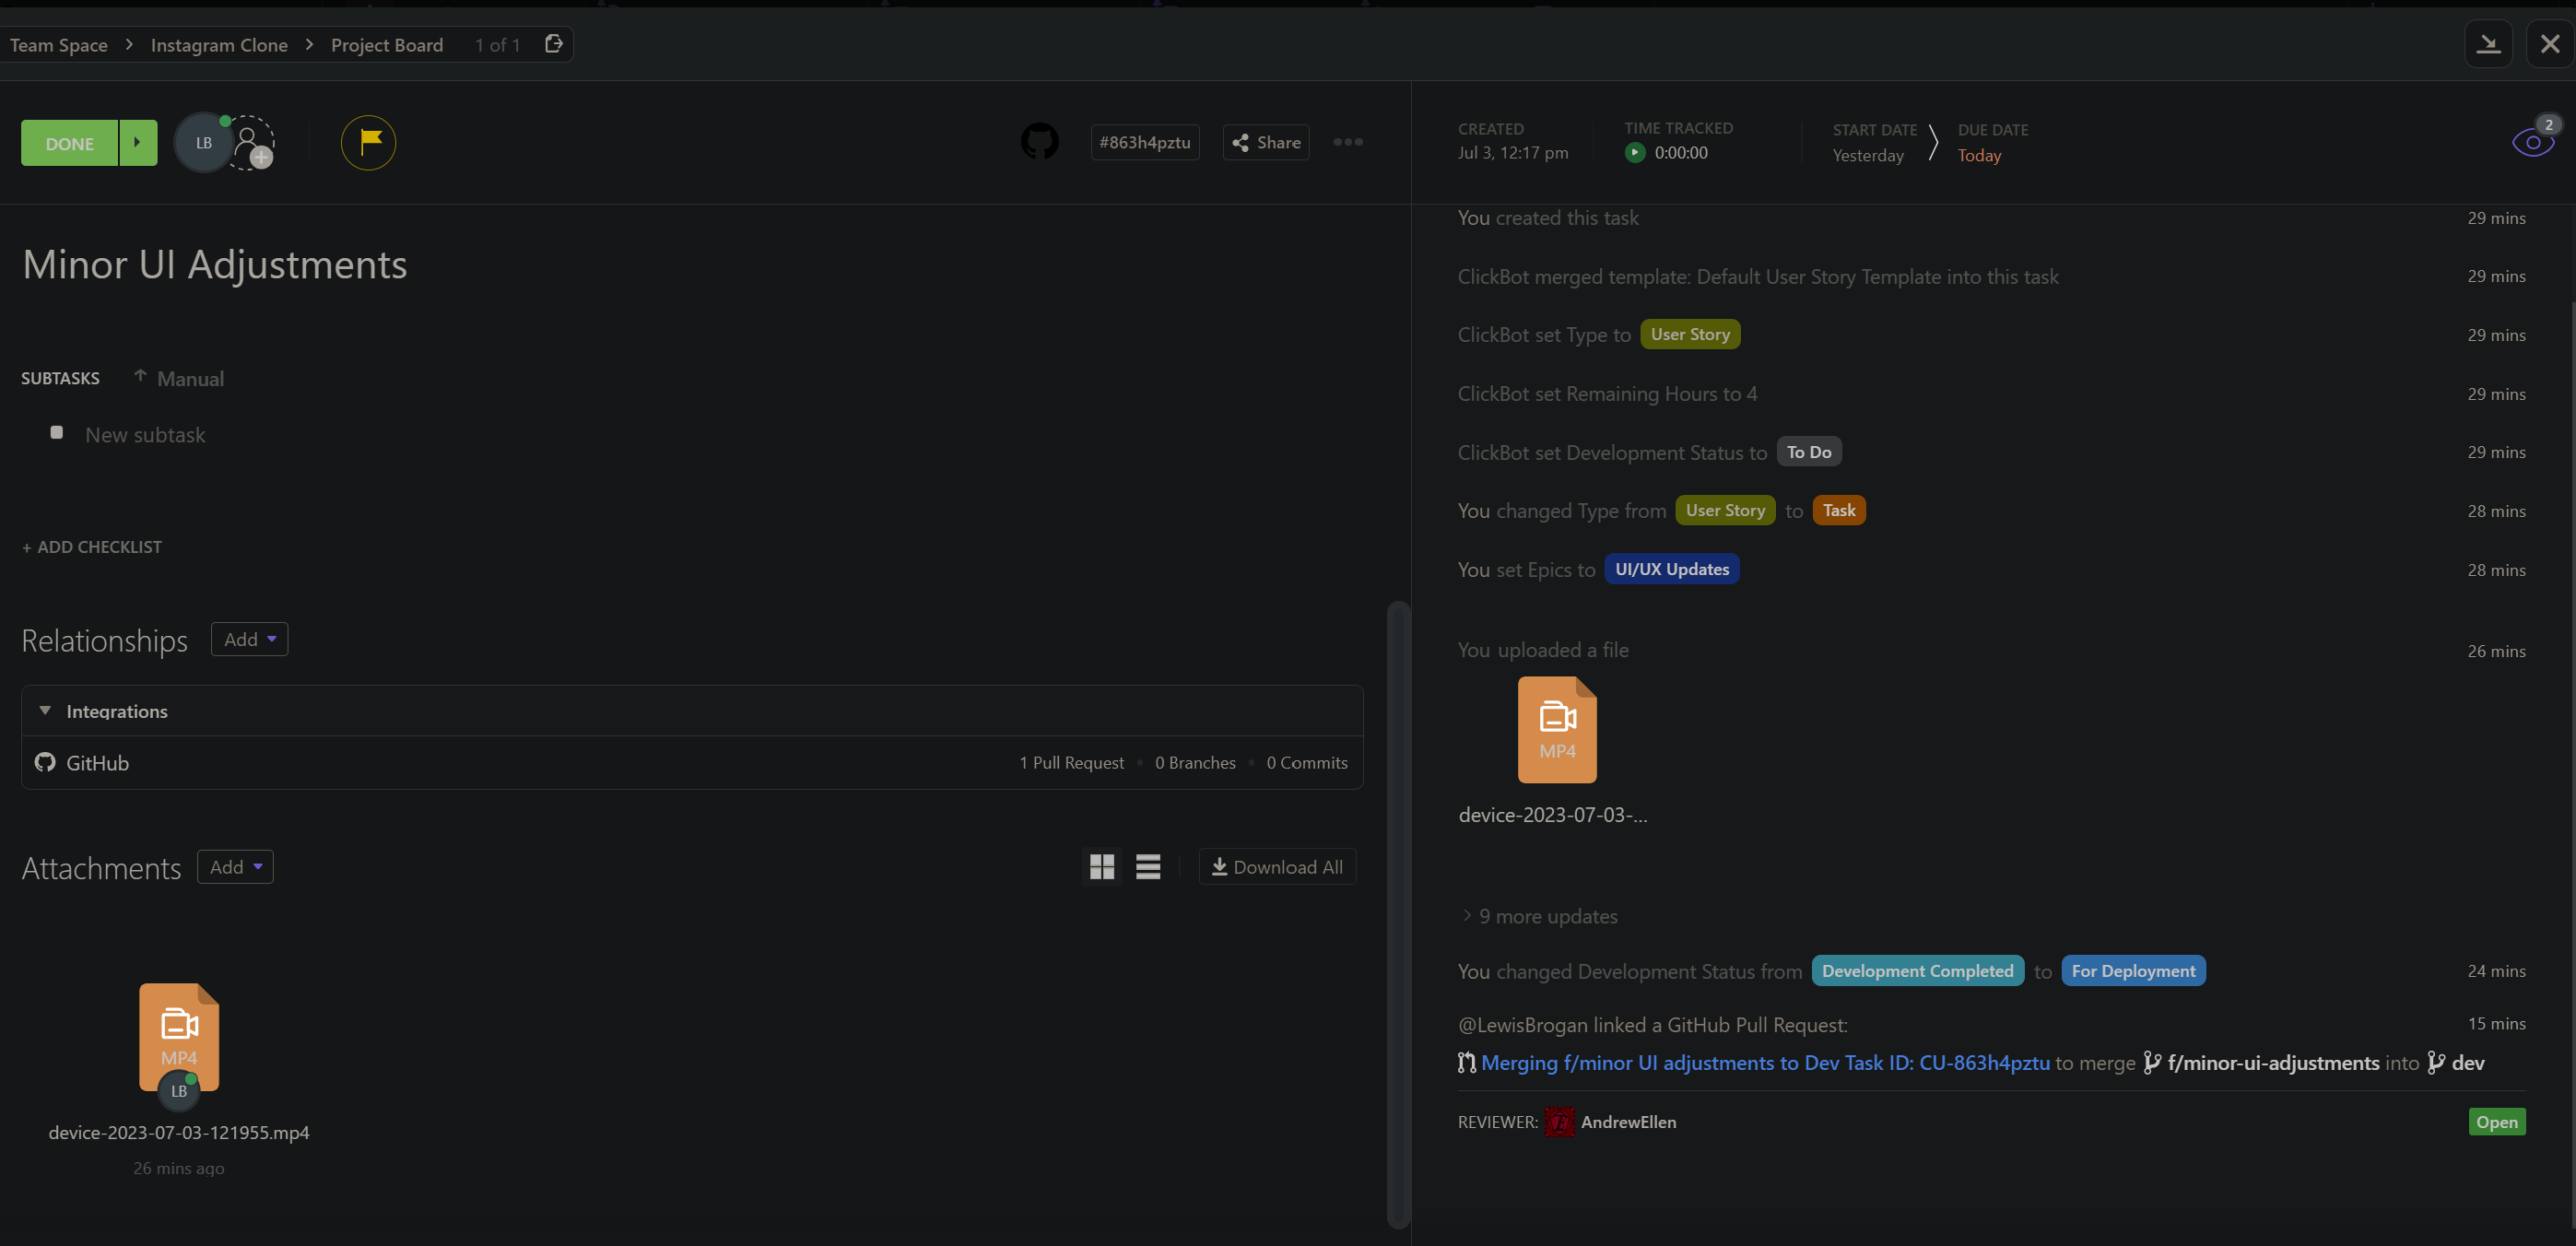 Team Space > Instagram Clone > Project Board 1 of 1
DONE
LB
#863h4pztu
Share
CREATED
Jul 3, 12:17 pm
TIME TRACKED
0:00:00
START DATE
Yesterday
DUE DATE
Today
2
Minor UI Adjustments
SUBTASKS Manual
New subtask
+ ADD CHECKLIST
Relationships Add
Integrations
GitHub 1 Pull Request • 0 Branches • 0 Commits
Attachments Add
Download All
MP4
LB
device-2023-07-03-121955.mp4
26 mins ago
You created this task 29 mins
ClickBot merged template: Default User Story Template into this task 29 mins
ClickBot set Type to User Story 29 mins
ClickBot set Remaining Hours to 4 29 mins
ClickBot set Development Status to To Do 29 mins
You changed Type from User Story to Task 28 mins
You set Epics to UI/UX Updates 28 mins
You uploaded a file 26 mins
MP4
device-2023-07-03-...
> 9 more updates
You changed Development Status from Development Completed to For Deployment 24 mins
@LewisBrogan linked a GitHub Pull Request: 15 mins
Merging f/minor UI adjustments to Dev Task ID: CU-863h4pztu to merge f/minor-ui-adjustments into dev
REVIEWER: AndrewEllen Open